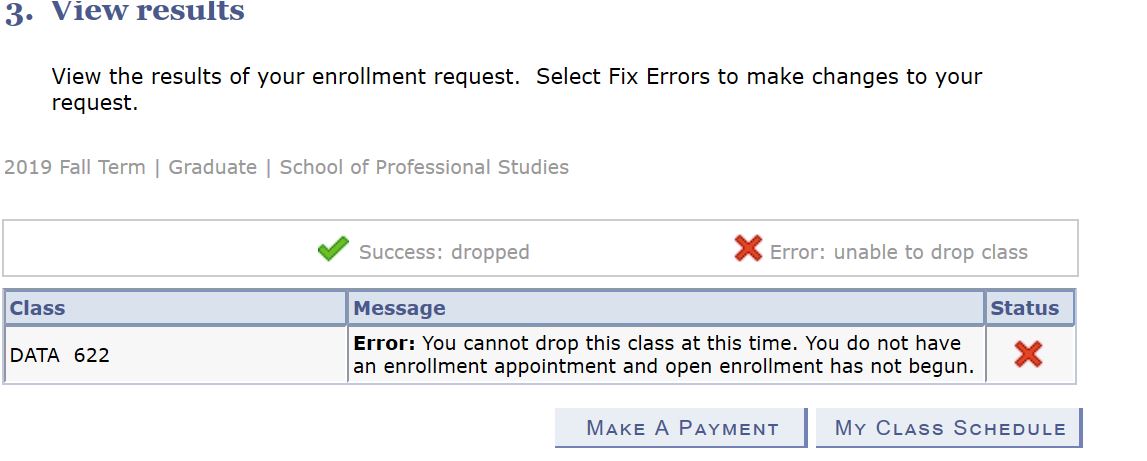 3. View results
View the results of your enrollment request.  Select Fix Errors to make changes to your
request.
2019 Fall Term | Graduate | School of Professional Studies
Success: dropped
Error: unable to drop class
Class
Message
Status
DATA  622
Error: You cannot drop this class at this time. You do not have
an enrollment appointment and open enrollment has not begun.
MAKE A PAYMENT
MY CLASS SCHEDULE